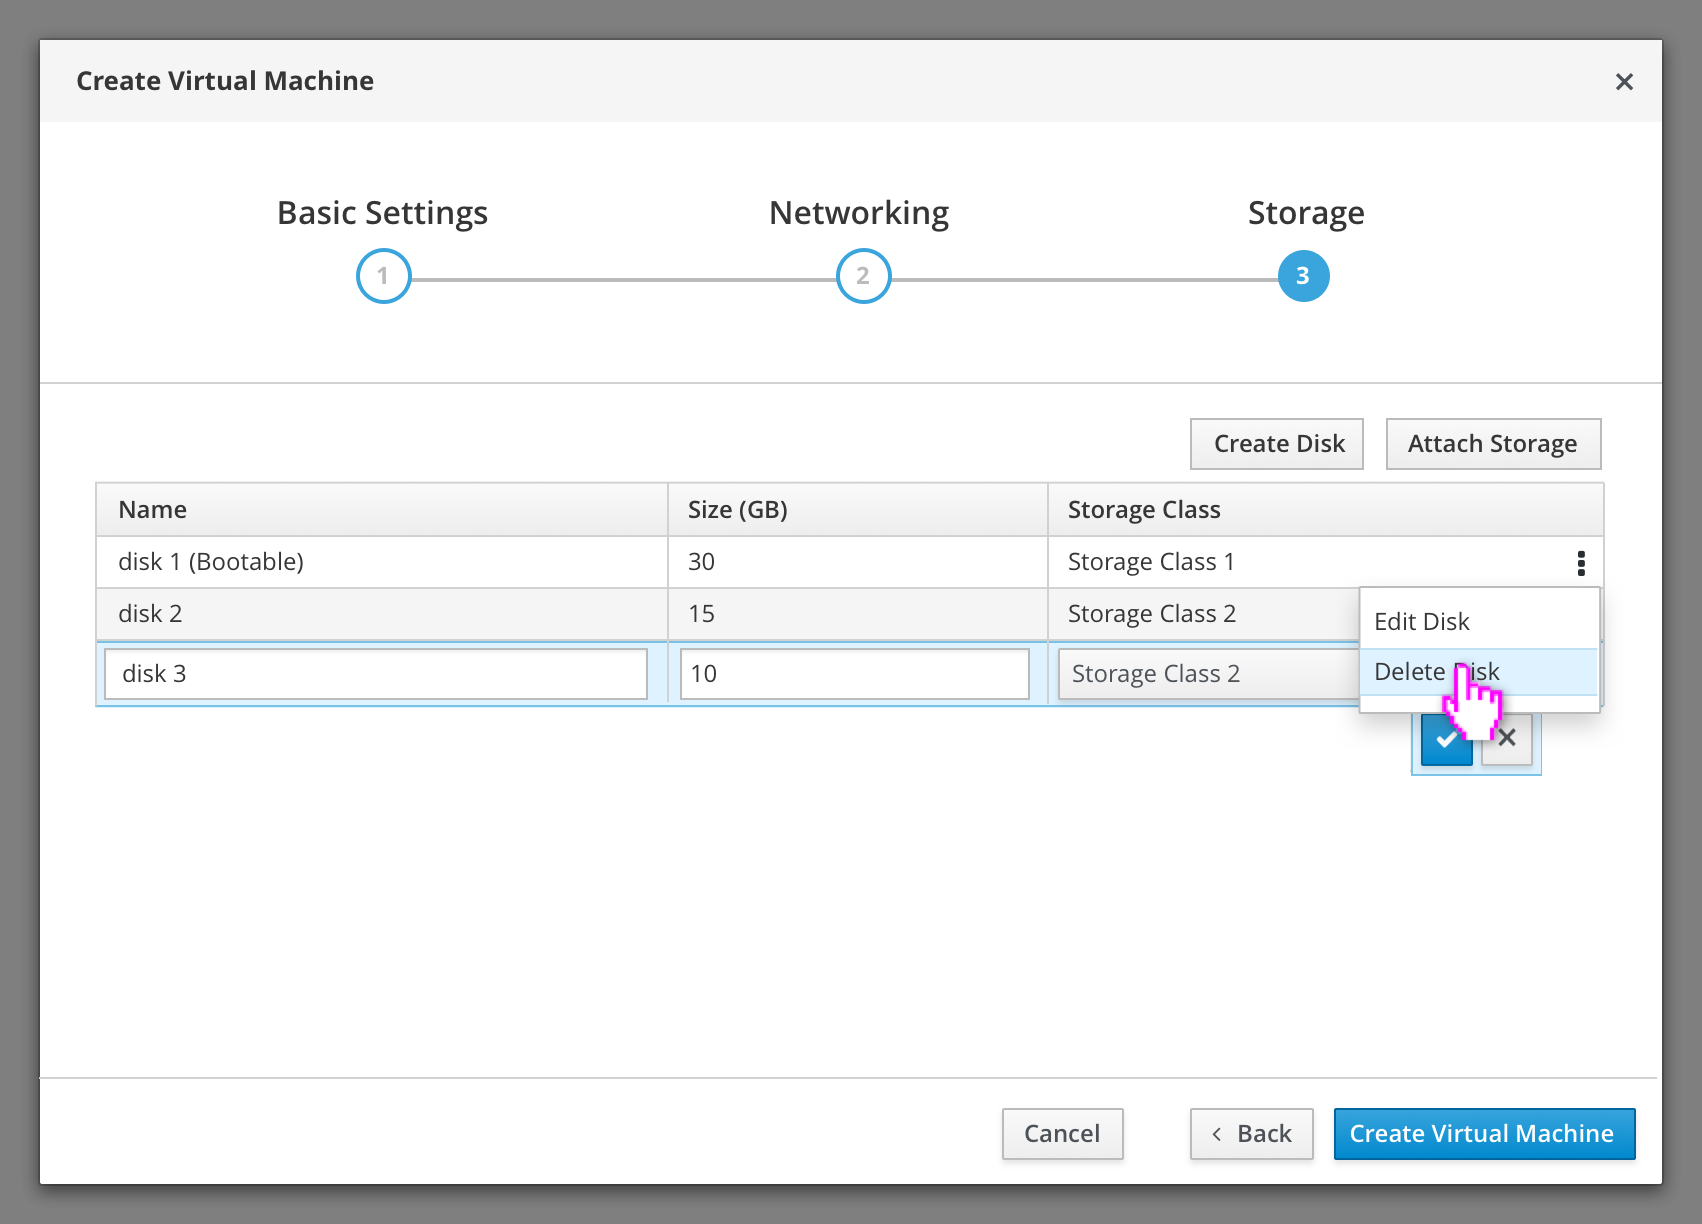 Create Virtual Machine
Basic Settings Networking Storage
1 2 3
Create Disk Attach Storage
Name Size (GB) Storage Class
disk 1 (Bootable) 30 Storage Class 1
disk 2 15 Storage Class 2
Edit Disk
disk 3 10 Storage Class 2
Delete Disk
Cancel Back Create Virtual Machine